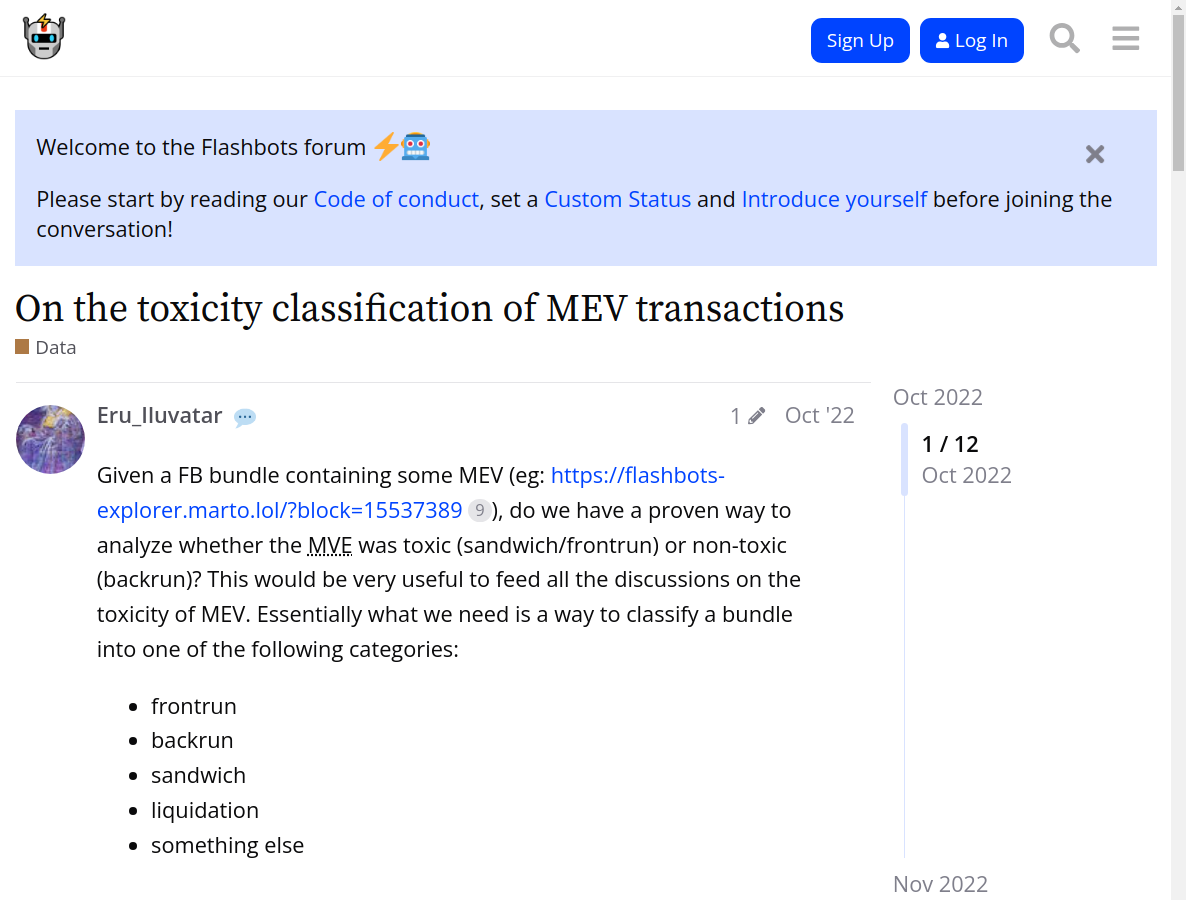 Sign Up
Log In
Welcome to the Flashbots forum
Please start by reading our Code of conduct, set a Custom Status and Introduce yourself before joining the
conversation!
On the toxicity classification of MEV transactions
Data
Eru_Iluvatar
1
Oct '22
Given a FB bundle containing some MEV (eg: https://flashbots-
explorer.marto.lol/?block=15537389 9 ), do we have a proven way to
analyze whether the MVE was toxic (sandwich/frontrun) or non-toxic
(backrun)? This would be very useful to feed all the discussions on the
toxicity of MEV. Essentially what we need is a way to classify a bundle
into one of the following categories:
• frontrun
• backrun
• sandwich
• liquidation
• something else
Oct 2022
1 / 12
Oct 2022
Nov 2022